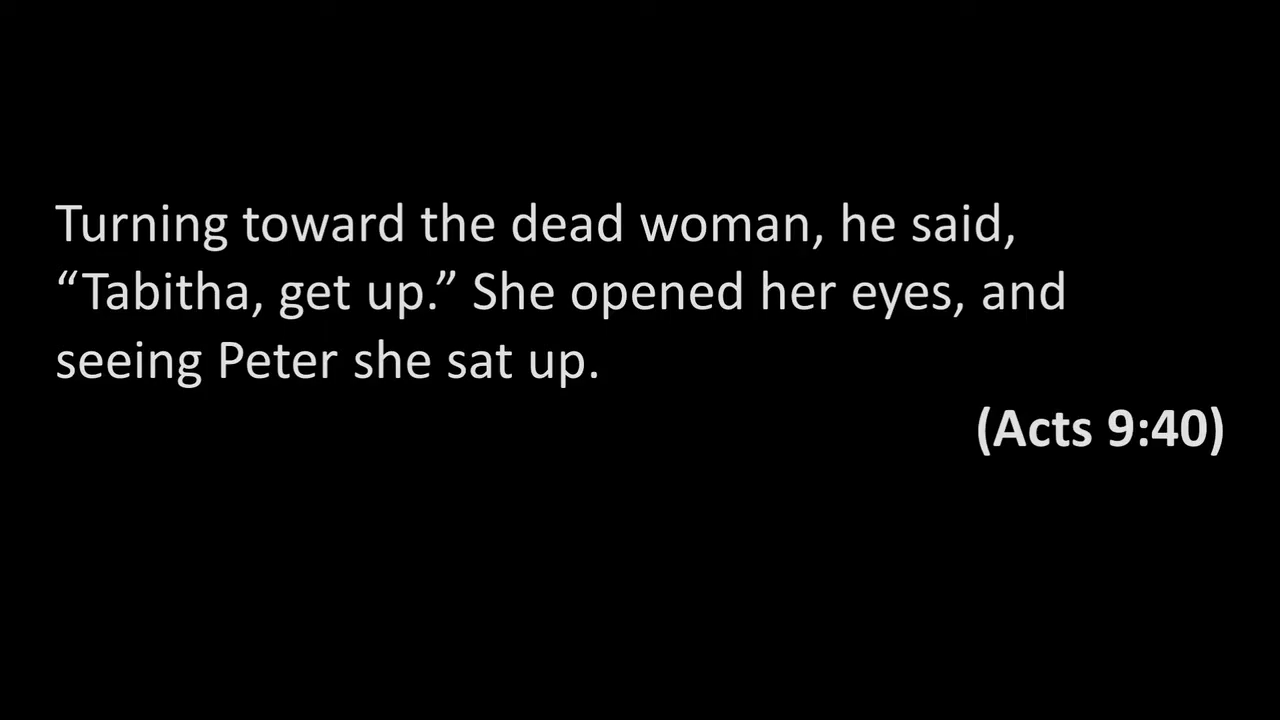 Turning toward the dead woman, he said,
“Tabitha, get up.” She opened her eyes, and
seeing Peter she sat up.
(Acts 9:40)